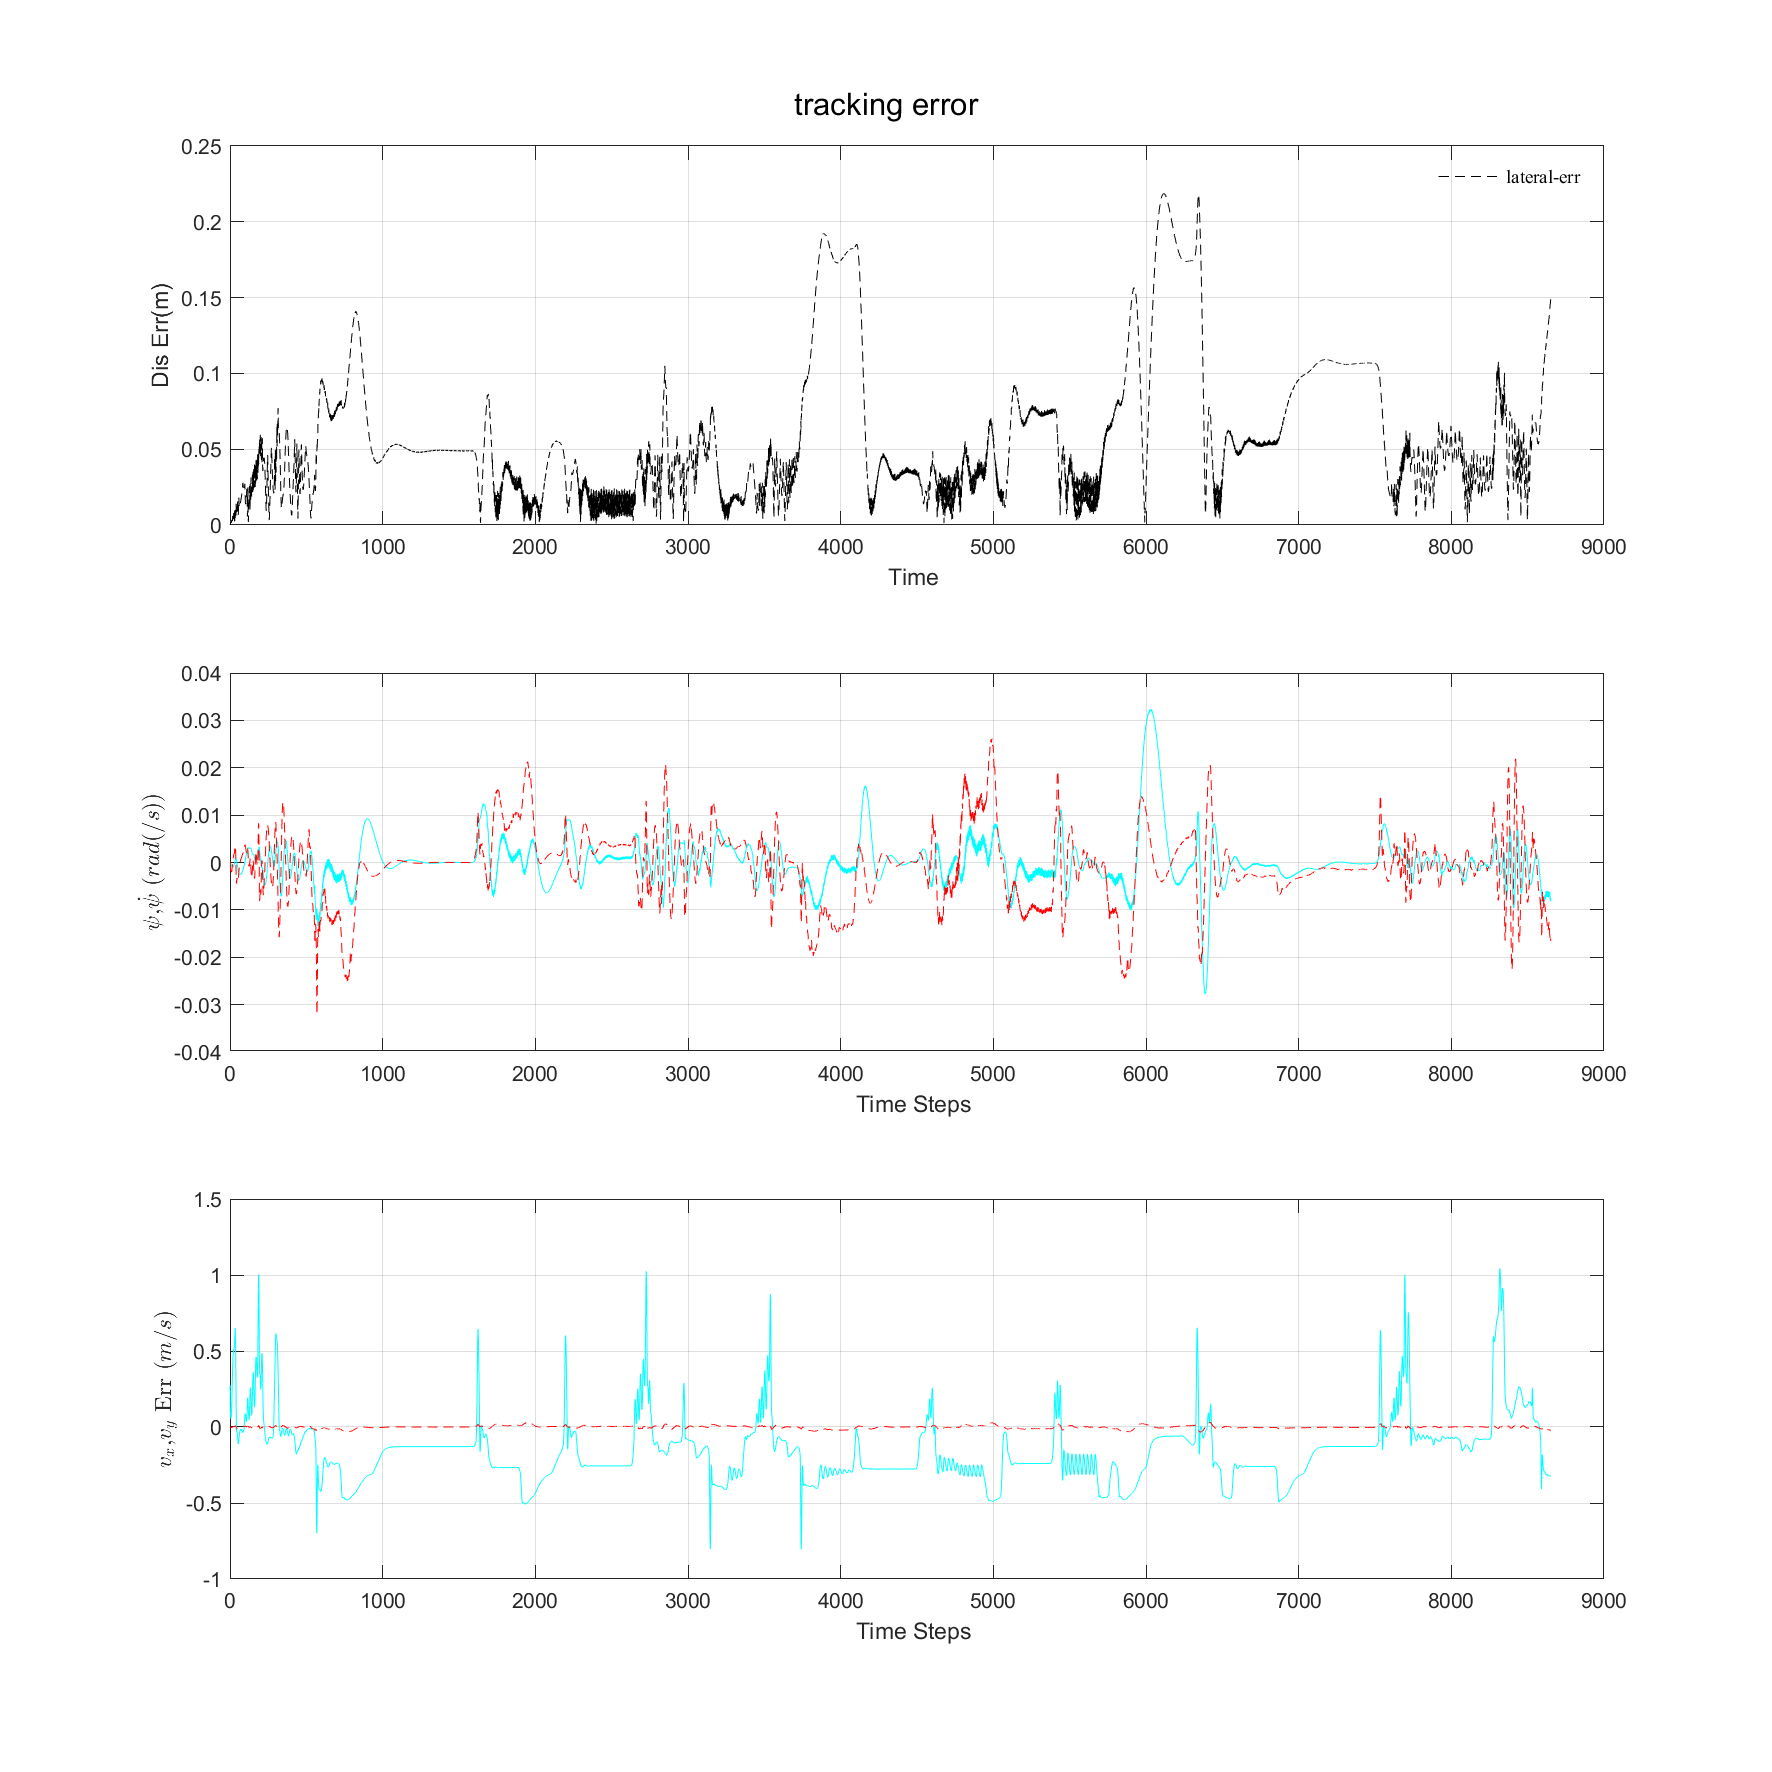 tracking error
0.25
0.2
0.15
0.1
0.05
0
Dis Err(m)
lateral-err
0 1000 2000 3000 4000 5000 6000 7000 8000 9000
Time
0.04
0.03
0.02
0.01
0
-0.01
-0.02
-0.03
-0.04
ψ,ψ̇ (rad(/s))
0 1000 2000 3000 4000 5000 6000 7000 8000 9000
Time Steps
1.5
1
0.5
0
-0.5
-1
v_x,v_y Err (m/s)
0 1000 2000 3000 4000 5000 6000 7000 8000 9000
Time Steps